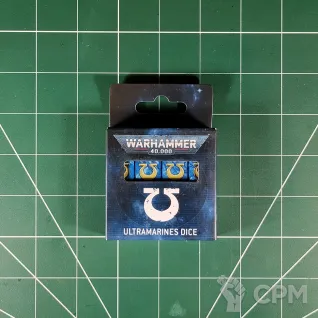 WARHAMMER
40,000
ULTRAMARINES DICE
CPM